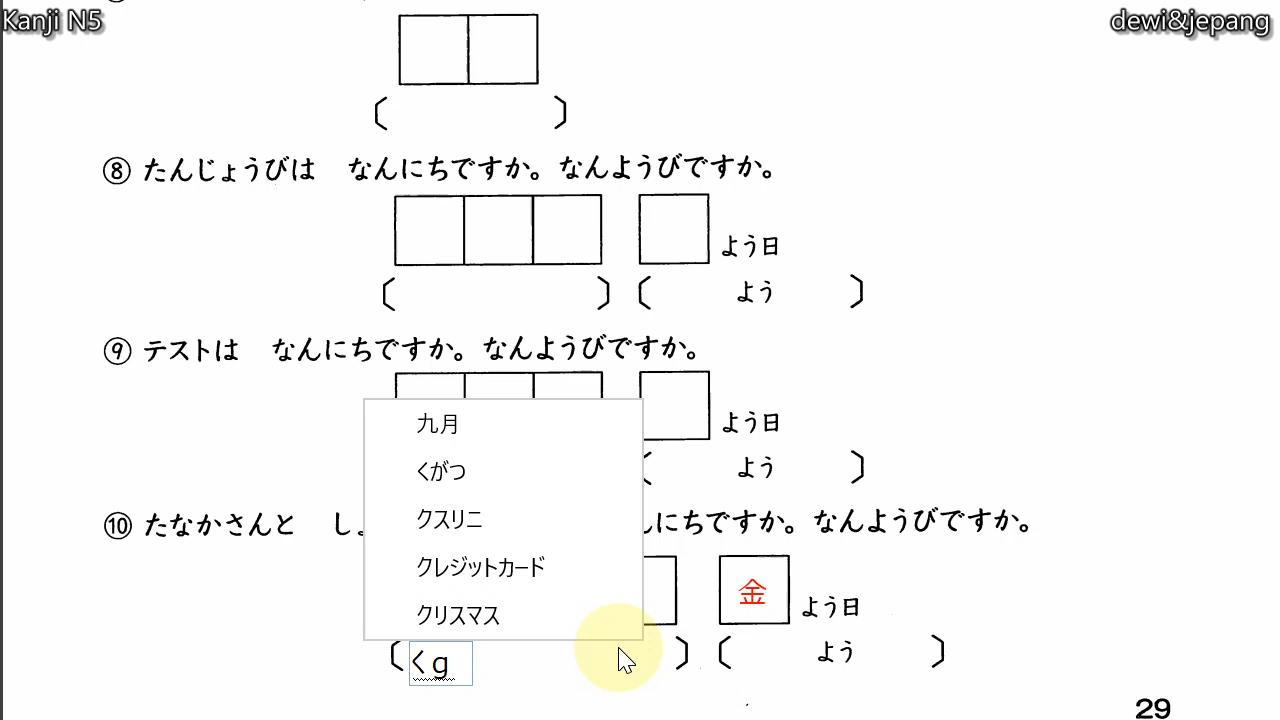 Kanji N5
dewi&jepang
⑧ たんじょうびは なんにちですか。なんようびですか。
よう日
よう
⑨ テストは なんにちですか。なんようびですか。
よう日
よう
九月
くがつ
クスリニ
クレジットカード
クリスマス
⑩ たなかさんと し にちですか。なんようびですか。
金 よう日
くg
よう
29